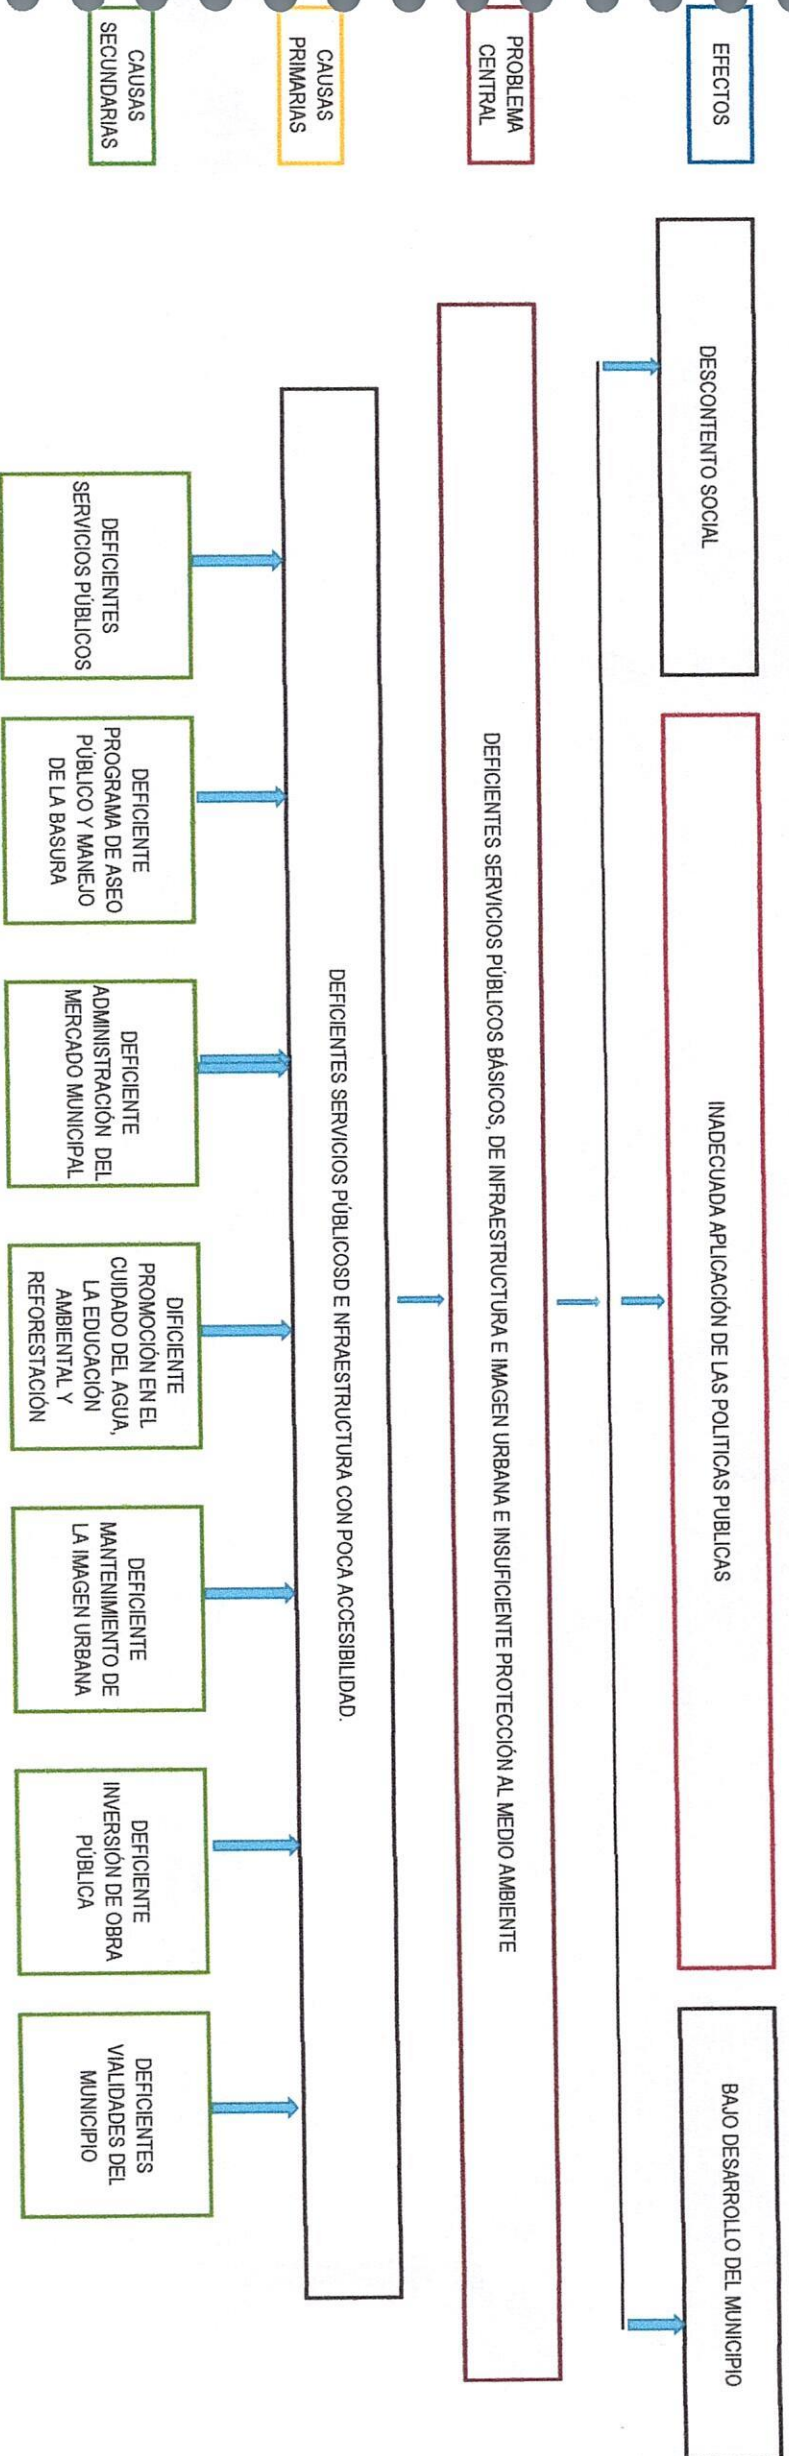 EFECTOS
DESCONTENTO SOCIAL
INADECUADA APLICACIÓN DE LAS POLITICAS PUBLICAS
BAJO DESARROLLO DEL MUNICIPIO
PROBLEMA
CENTRAL
DEFICIENTES SERVICIOS PÚBLICOS BÁSICOS, DE INFRAESTRUCTURA E IMAGEN URBANA E INSUFICIENTE PROTECCIÓN AL MEDIO AMBIENTE
CAUSAS
PRIMARIAS
DEFICIENTES SERVICIOS PÚBLICOSD E NFRAESTRUCTURA CON POCA ACCESIBILIDAD.
CAUSAS
SECUNDARIAS
DEFICIENTES
SERVICIOS PÚBLICOS
DEFICIENTE
PROGRAMA DE ASEO
PÚBLICO Y MANEJO
DE LA BASURA
DEFICIENTE
ADMINISTRACIÓN DEL
MERCADO MUNICIPAL
DIFICIENTE
PROMOCIÓN EN EL
CUIDADO DEL AGUA,
LA EDUCACIÓN
AMBIENTAL Y
REFORESTACIÓN
DEFICIENTE
MANTENIMIENTO DE
LA IMAGEN URBANA
DEFICIENTE
INVERSIÓN DE OBRA
PÚBLICA
DEFICIENTES
VIALIDADES DEL
MUNICIPIO